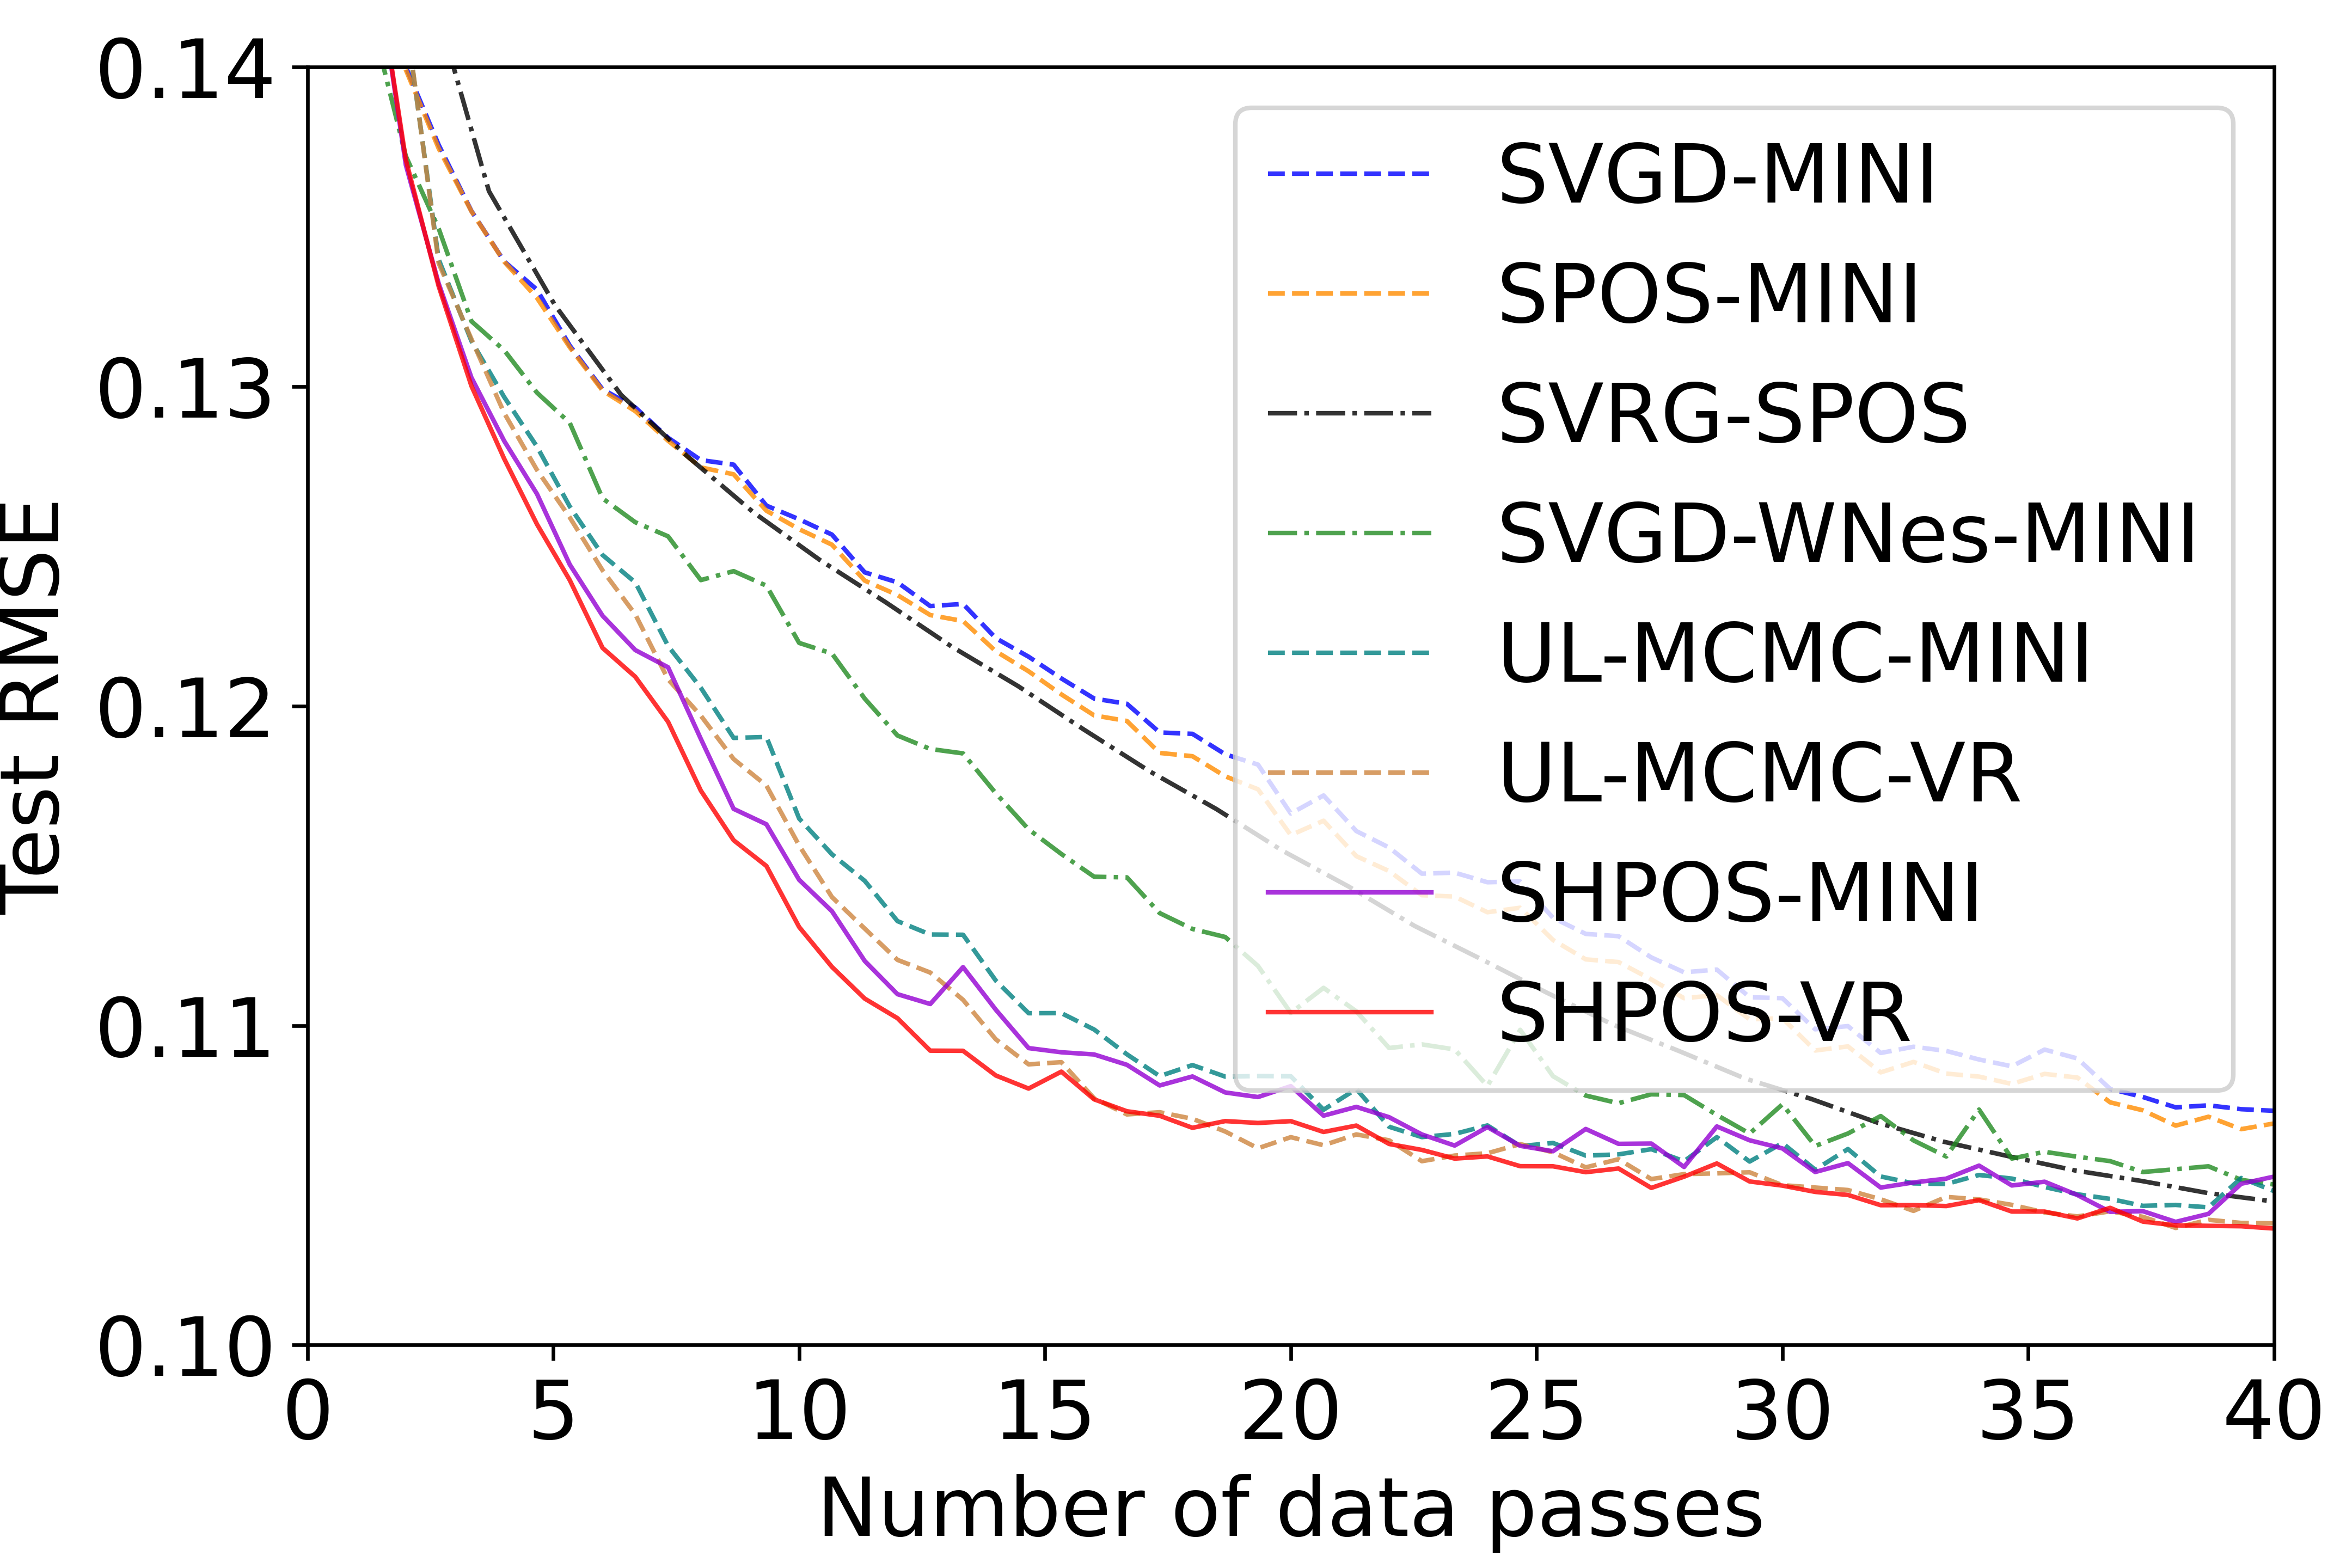 0.14
0.13
0.12
0.11
0.10
Test RMSE
0 5 10 15 20 25 30 35 40
Number of data passes
SVGD-MINI
SPOS-MINI
SVRG-SPOS
SVGD-WNes-MINI
UL-MCMC-MINI
UL-MCMC-VR
SHPOS-MINI
SHPOS-VR